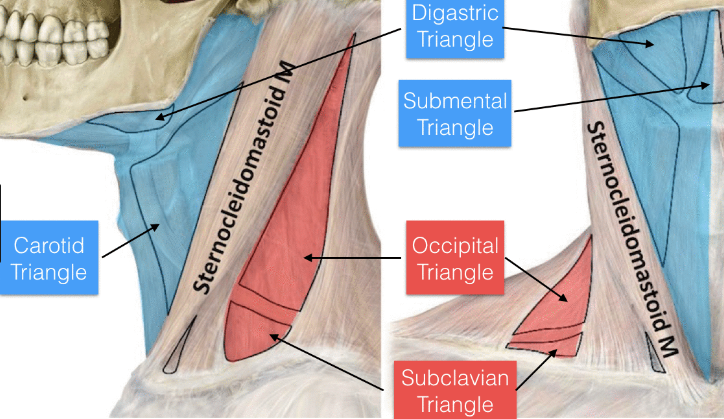 Digastric
Triangle
Submental
Triangle
Sternocleidomastoid M
Sternocleidomastoid M
Carotid
Triangle
Occipital
Triangle
Subclavian
Triangle